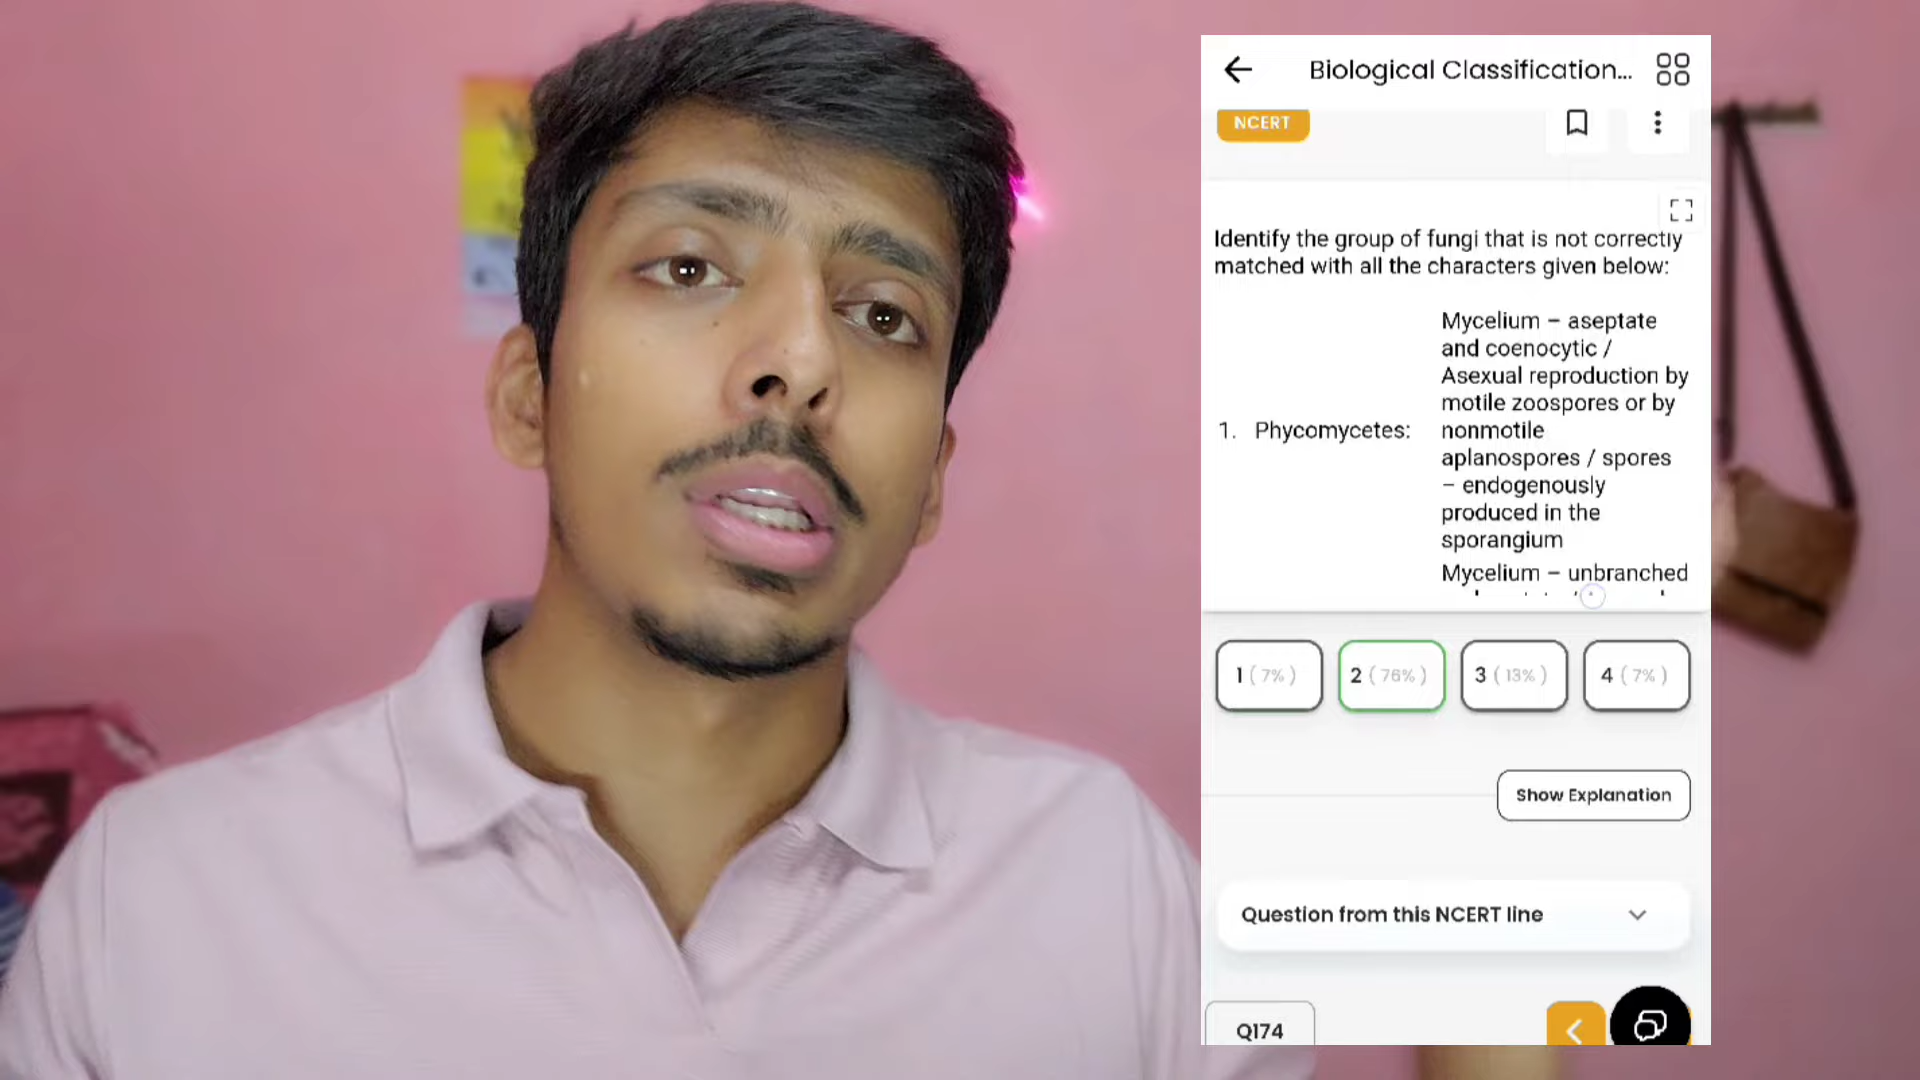 Biological Classification...
NCERT
Identify the group of fungi that is not correctly
matched with all the characters given below:
Mycelium – aseptate
and coenocytic /
Asexual reproduction by
motile zoospores or by
1. Phycomycetes: nonmotile
aplanospores / spores
– endogenously
produced in the
sporangium
Mycelium – unbranched
1 ( 7% ) 2 ( 76% ) 3 ( 13% ) 4 ( 7% )
Show Explanation
Question from this NCERT line
Q174